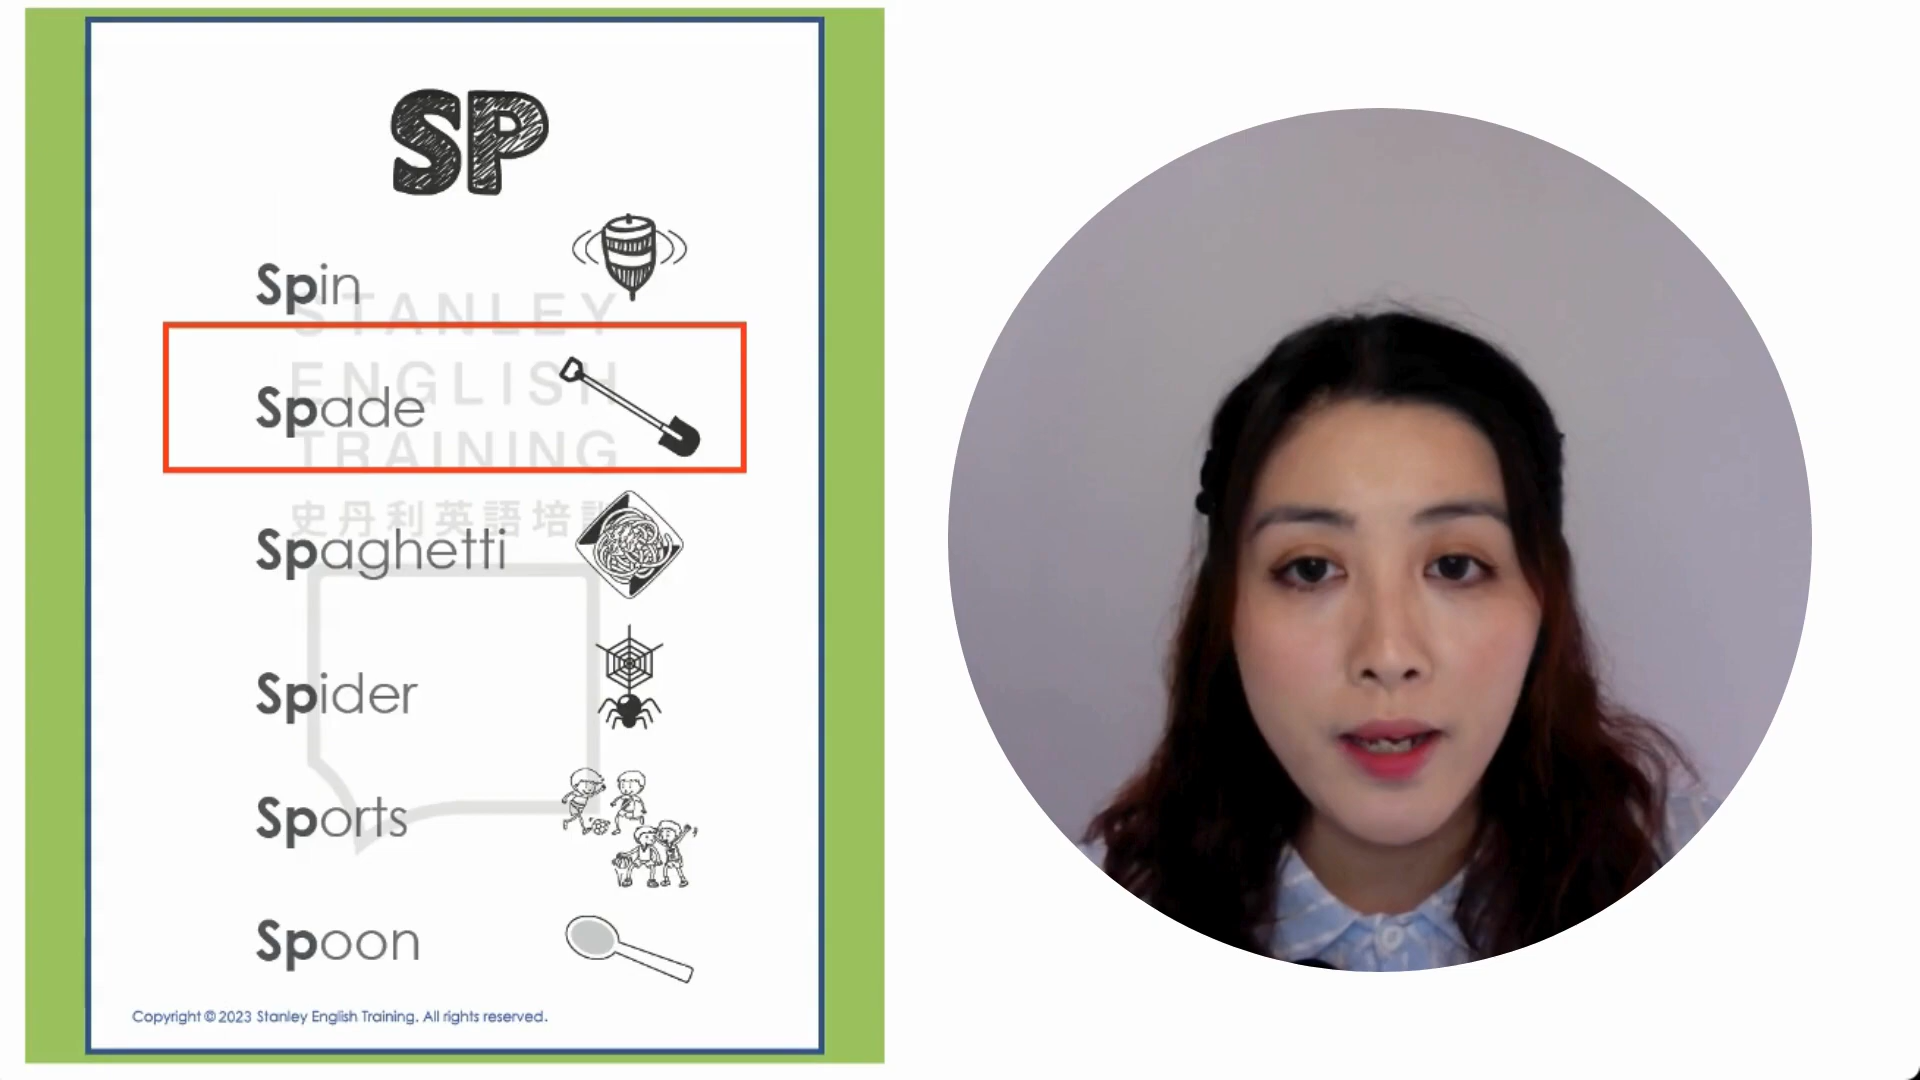 SP
Spin
STANLEY
Spade
ENGLISH
TRAINING
史丹利英語培訓
Spaghetti
Spider
Sports
Spoon
Copyright © 2023 Stanley English Training. All rights reserved.